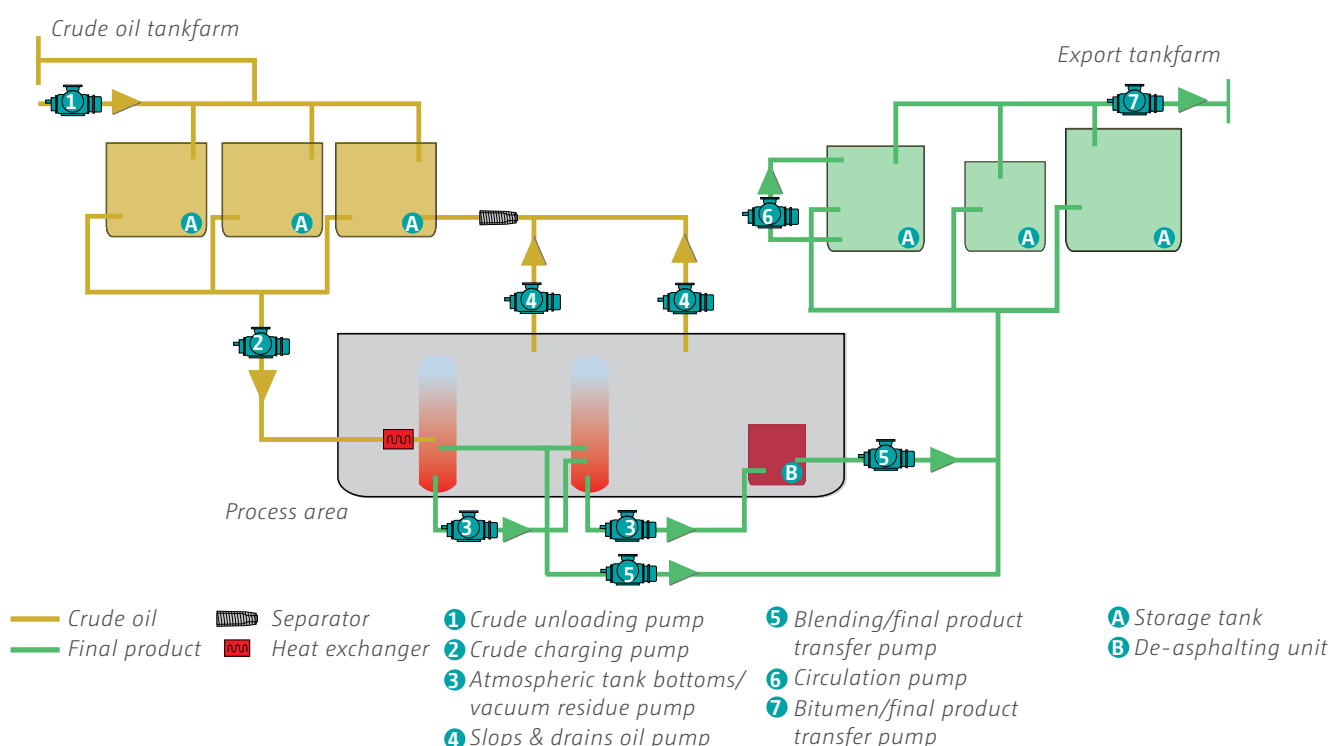 Crude oil tankfarm
Export tankfarm
1
7
A
A
A
6
A
A
A
4
4
2
B
5
Process area
3
3
5
Crude oil
Final product
Separator
Heat exchanger
1 Crude unloading pump
2 Crude charging pump
3 Atmospheric tank bottoms/
vacuum residue pump
4 Slops & drains oil pump
5 Blending/final product
transfer pump
6 Circulation pump
7 Bitumen/final product
transfer pump
A Storage tank
B De-asphalting unit